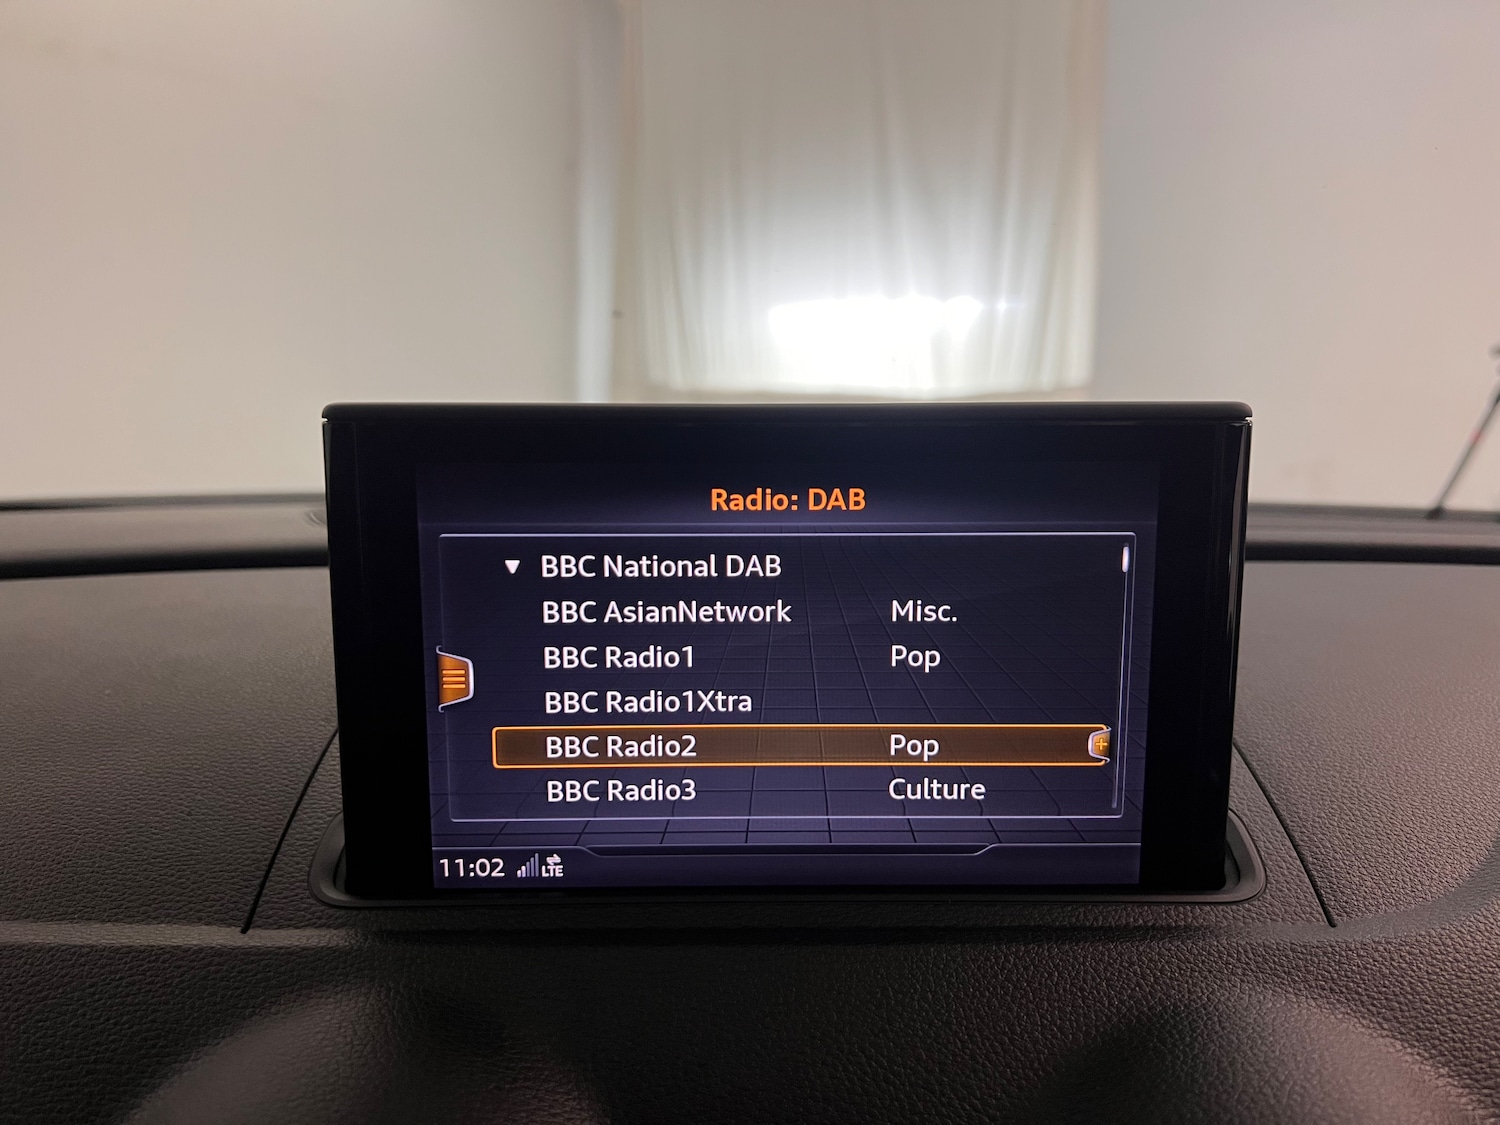 Radio: DAB
BBC National DAB
BBC AsianNetwork Misc.
BBC Radio1 Pop
BBC Radio1Xtra
BBC Radio2 Pop
BBC Radio3 Culture
11:02 LTE